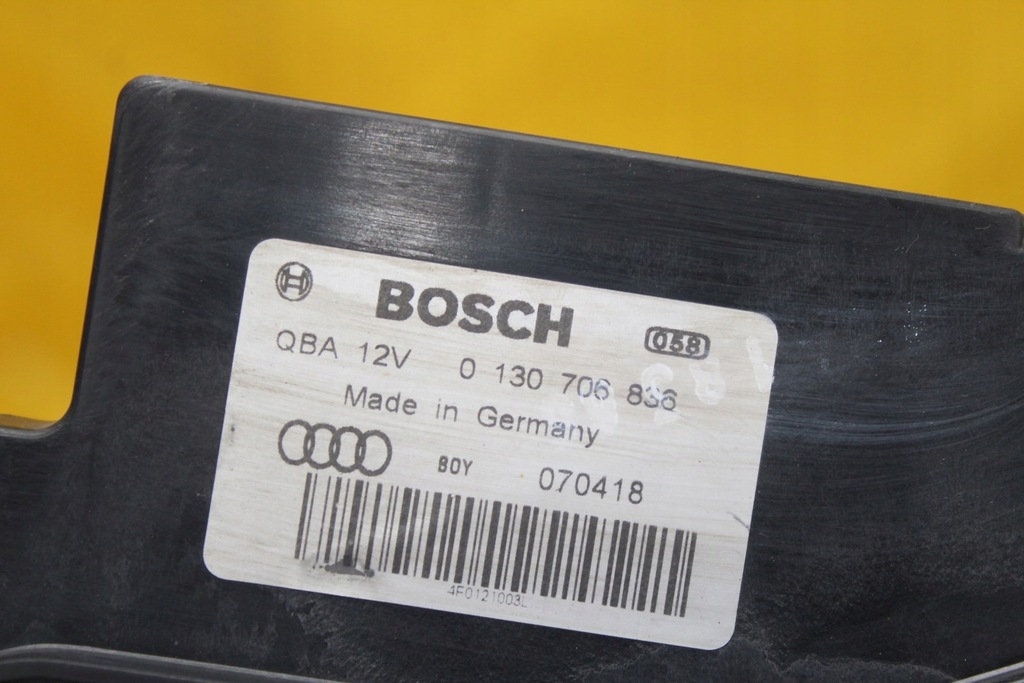 BOSCH
058
QBA 12V 0 130 706 836
Made in Germany
BOY 070418
4F0121003L